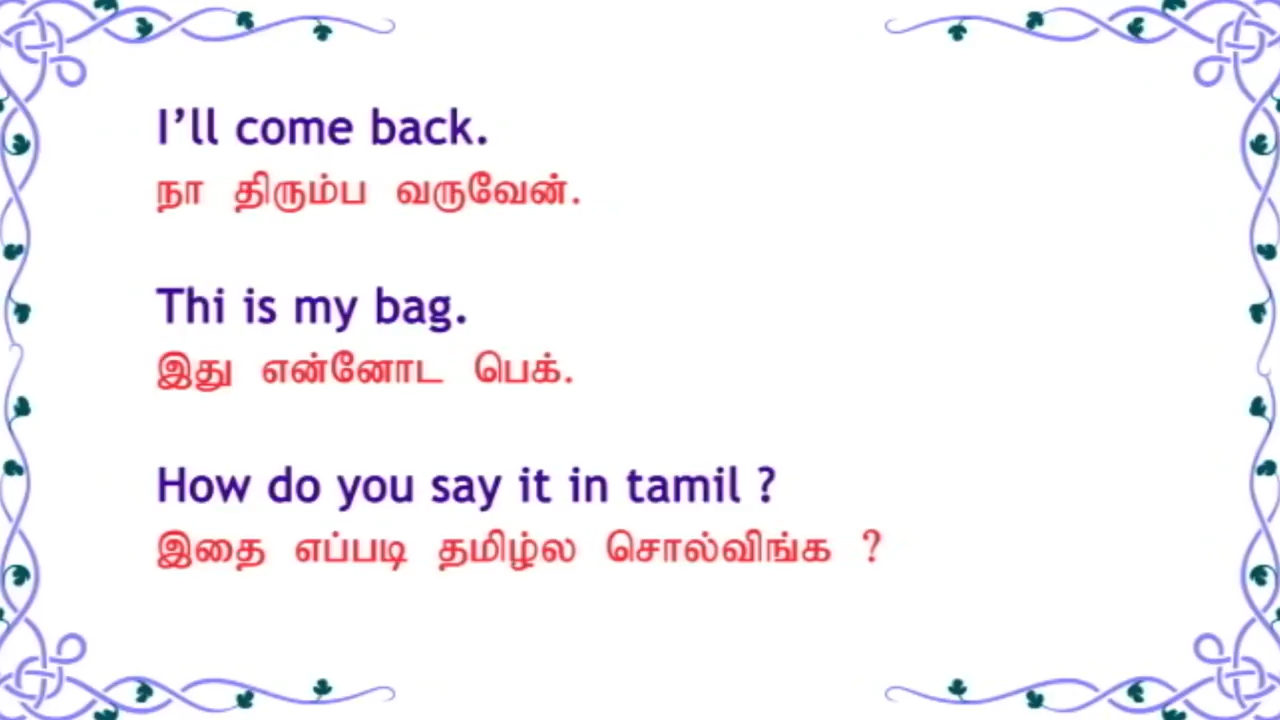 I’ll come back.
நா திரும்ப வருவேன்.
Thi is my bag.
இது என்னோட பெக்.
How do you say it in tamil ?
இதை எப்படி தமிழ்ல சொல்விங்க ?